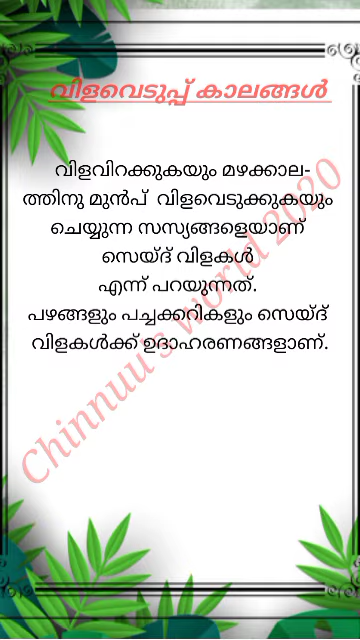 വിളവെടുപ്പ് കാലങ്ങൾ
വിളവിറക്കുകയും മഴക്കാല-
ത്തിനു മുൻപ് വിളവെടുക്കുകയും
ചെയ്യുന്ന സസ്യങ്ങളെയാണ്
സെയ്ദ് വിളകൾ
എന്ന് പറയുന്നത്.
പഴങ്ങളും പച്ചക്കറികളും സെയ്ദ്
വിളകൾക്ക് ഉദാഹരണങ്ങളാണ്.
Chinnuu's world 2020